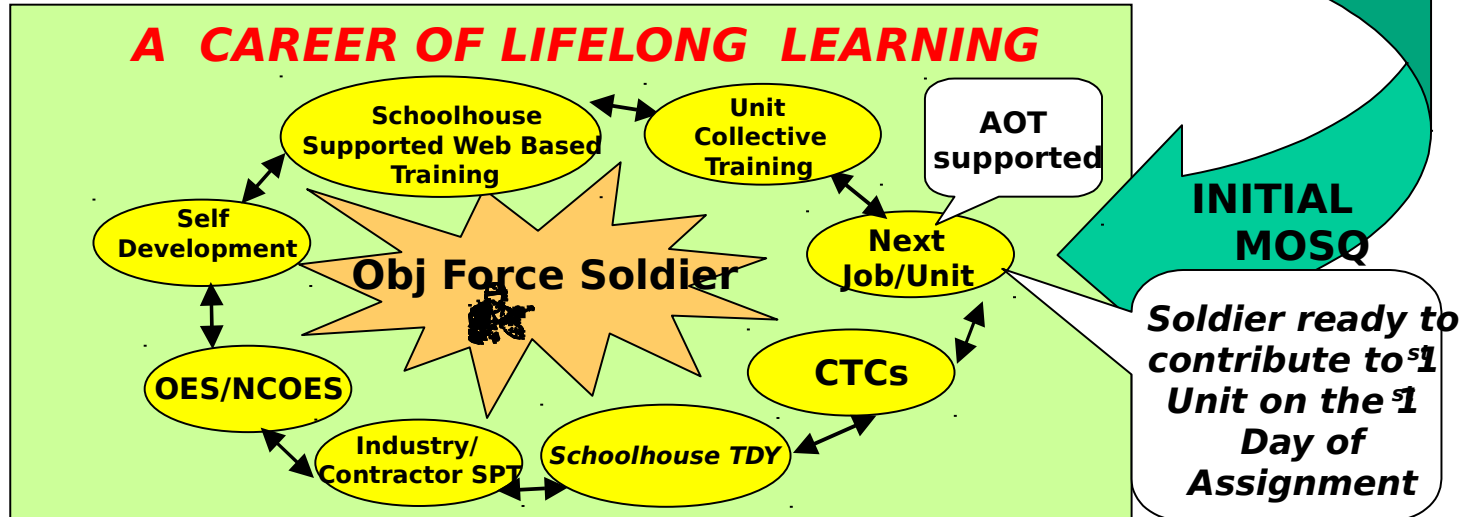 A CAREER OF LIFELONG LEARNING
Schoolhouse
Supported Web Based
Training
Unit
Collective
Training
AOT
supported
INITIAL
MOSQ
Self
Development
Obj Force Soldier
Next
Job/Unit
Soldier ready to
contribute to 1st
Unit on the 1st
Day of
Assignment
OES/NCOES
CTCs
Industry/
Contractor SPT
Schoolhouse TDY